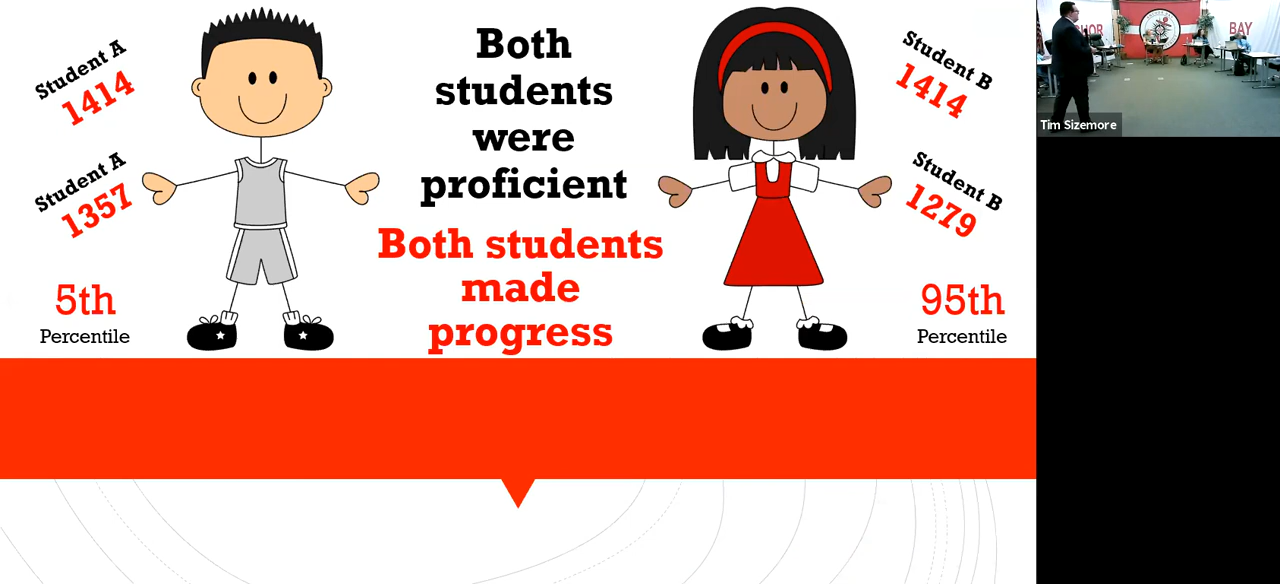 Student A
1414
Student A
1357
5th
Percentile
Both
students
were
proficient
Both students
made
progress
Student B
1414
Student B
1279
95th
Percentile
BAY
Tim Sizemore